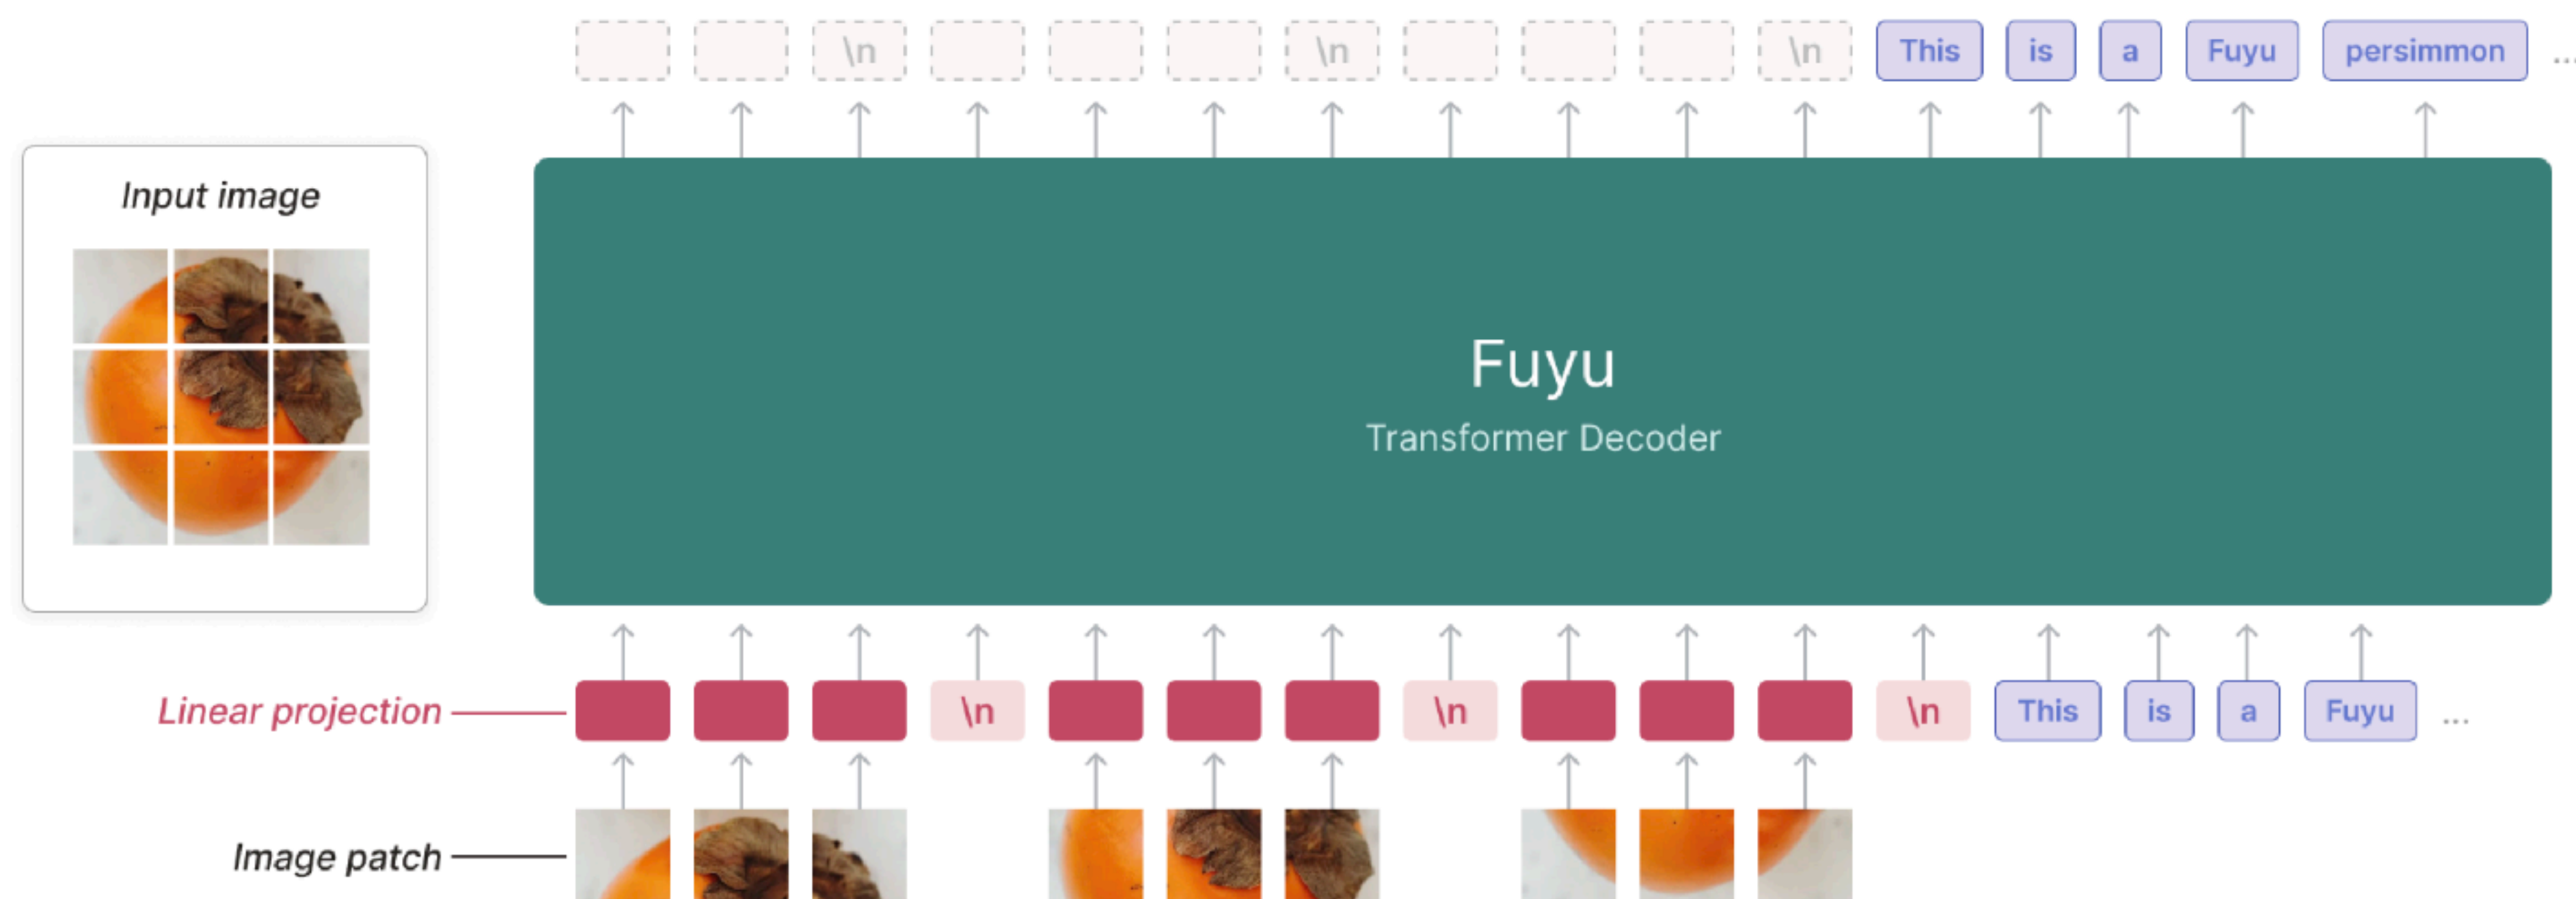 \n \n \n This is a Fuyu persimmon ...
Input image
Fuyu
Transformer Decoder
Linear projection \n \n \n This is a Fuyu ...
Image patch